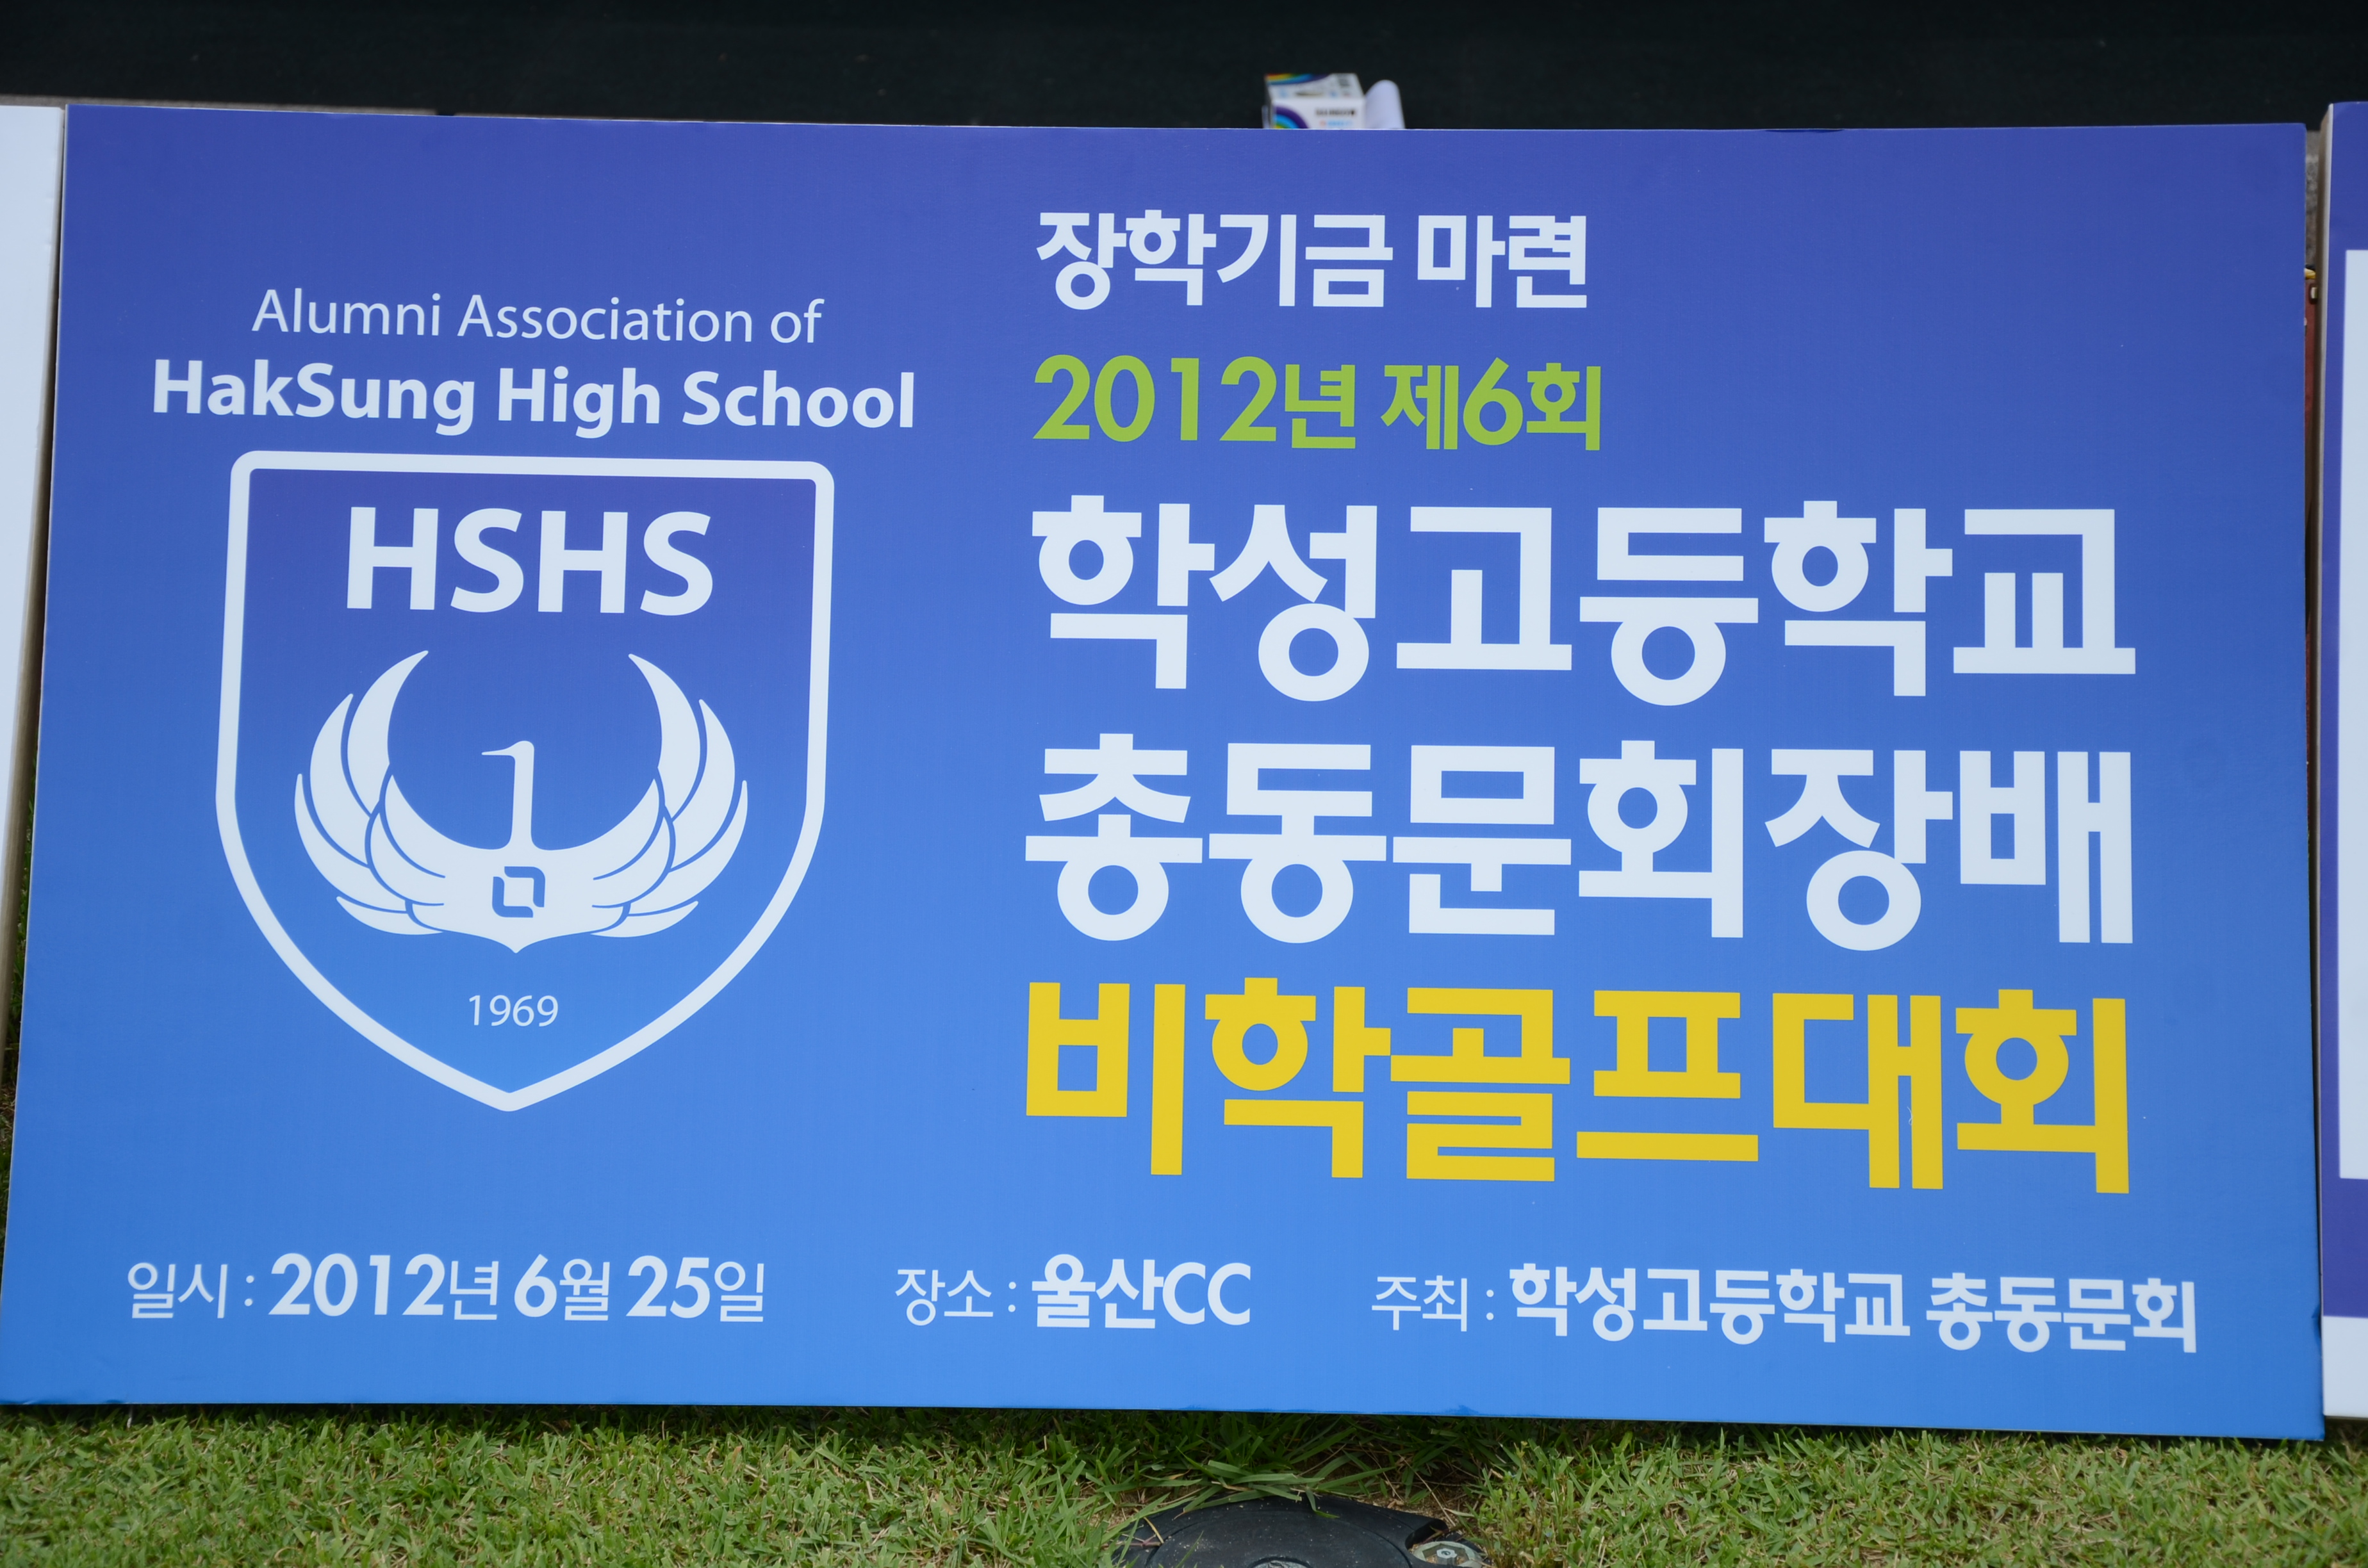 Alumni Association of
HakSung High School
HSHS
1969
장학기금 마련
2012년 제6회
학성고등학교
총동문회장배
비학골프대회
일시 : 2012년 6월 25일
장소 : 울산CC
주최 : 학성고등학교 총동문회